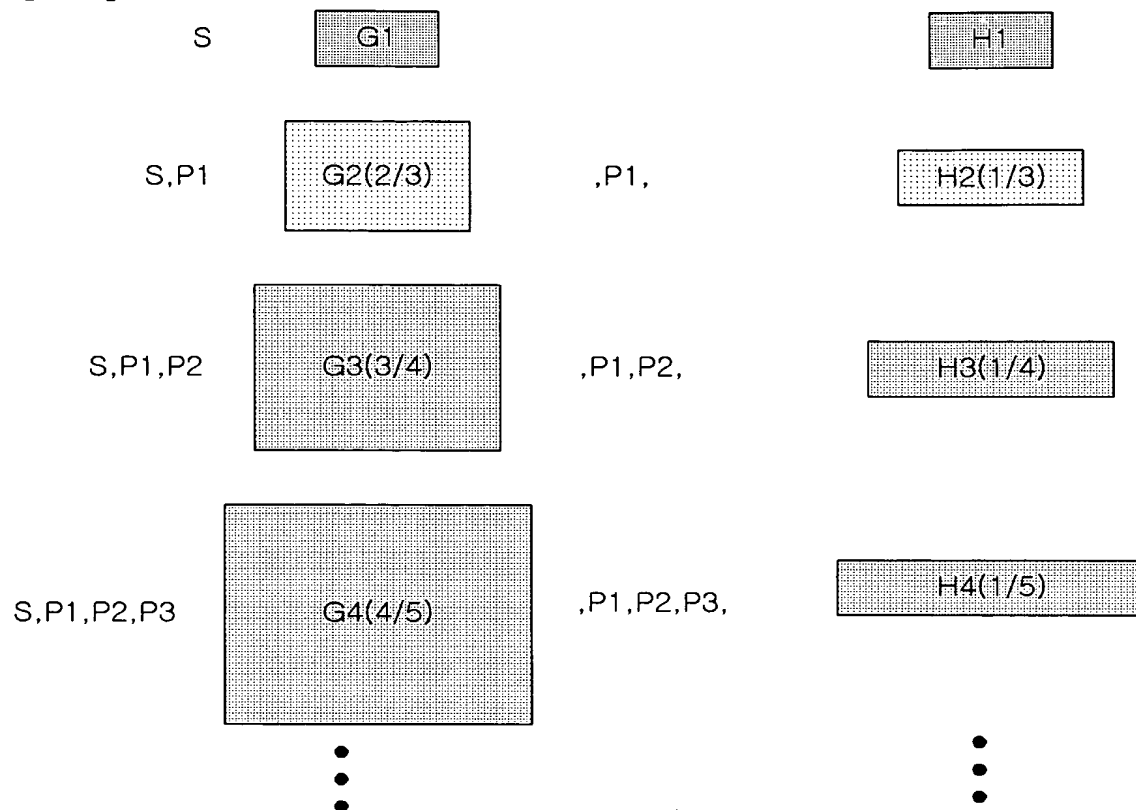 S G1 H1
S,P1 G2(2/3) ,P1, H2(1/3)
S,P1,P2 G3(3/4) ,P1,P2, H3(1/4)
S,P1,P2,P3 G4(4/5) ,P1,P2,P3, H4(1/5)